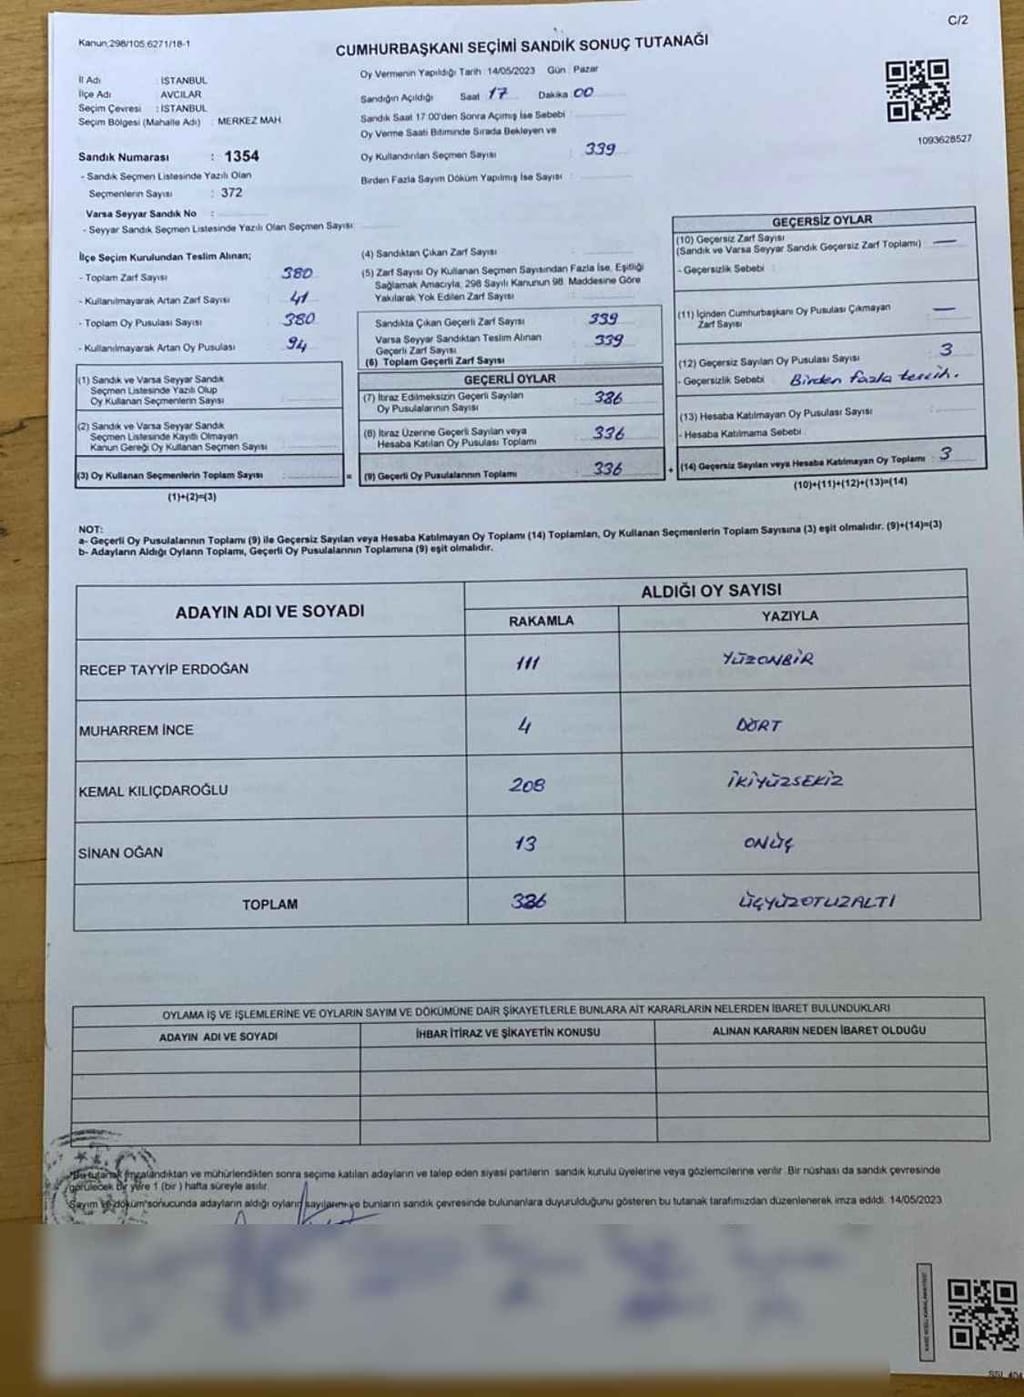 C/2
Kanun:298/105.6271/18-1
CUMHURBAŞKANI SEÇİMİ SANDIK SONUÇ TUTANAĞI
İl Adı : İSTANBUL
İlçe Adı : AVCILAR
Seçim Çevresi : İSTANBUL
Seçim Bölgesi (Mahalle Adı) : MERKEZ MAH
Sandık Numarası : 1354
- Sandık Seçmen Listesinde Yazılı Olan
Seçmenlerin Sayısı : 372
Varsa Seyyar Sandık No :
- Seyyar Sandık Seçmen Listesinde Yazılı Olan Seçmen Sayısı:
Oy Vermenin Yapıldığı Tarih : 14/05/2023 Gün : Pazar
Sandığın Açıldığı Saat 17 Dakika 00
Sandık Saat 17:00'den Sonra Açılmış İse Sebebi :
Oy Verme Saati Bitiminde Sırada Bekleyen ve
Oy Kullandırılan Seçmen Sayısı : 339
Birden Fazla Sayım Döküm Yapılmış İse Sayısı :
1093628527
İlçe Seçim Kurulundan Teslim Alınan;
- Toplam Zarf Sayısı : 380
- Kullanılmayarak Artan Zarf Sayısı : 41
- Toplam Oy Pusulası Sayısı : 380
- Kullanılmayarak Artan Oy Pusulası : 94
(1) Sandık ve Varsa Seyyar Sandık
Seçmen Listesinde Yazılı Olup
Oy Kullanan Seçmenlerin Sayısı :
(2) Sandık ve Varsa Seyyar Sandık
Seçmen Listesinde Kayıtlı Olmayan
Kanun Gereği Oy Kullanan Seçmen Sayısı :
(3) Oy Kullanan Seçmenlerin Toplam Sayısı : =
(1)+(2)=(3)
(4) Sandıktan Çıkan Zarf Sayısı :
(5) Zarf Sayısı Oy Kullanan Seçmen Sayısından Fazla İse, Eşitliği
Sağlamak Amacıyla, 298 Sayılı Kanunun 98. Maddesine Göre
Yakılarak Yok Edilen Zarf Sayısı :
Sandıkta Çıkan Geçerli Zarf Sayısı : 339
Varsa Seyyar Sandıktan Teslim Alınan
Geçerli Zarf Sayısı : 339
(6) Toplam Geçerli Zarf Sayısı
GEÇERLİ OYLAR
(7) İtiraz Edilmeksizin Geçerli Sayılan
Oy Pusulalarının Sayısı : 336
(8) İtiraz Üzerine Geçerli Sayılan veya
Hesaba Katılan Oy Pusulası Toplamı : 336
(9) Geçerli Oy Pusulalarının Toplamı : 336 +
GEÇERSİZ OYLAR
(10) Geçersiz Zarf Sayısı
(Sandık ve Varsa Seyyar Sandık Geçersiz Zarf Toplamı) : —
- Geçersizlik Sebebi :
(11) İçinden Cumhurbaşkanı Oy Pusulası Çıkmayan
Zarf Sayısı : —
(12) Geçersiz Sayılan Oy Pusulası Sayısı : 3
- Geçersizlik Sebebi : Birden fazla tercih.
(13) Hesaba Katılmayan Oy Pusulası Sayısı :
- Hesaba Katılmama Sebebi :
(14) Geçersiz Sayılan veya Hesaba Katılmayan Oy Toplamı : 3
(10)+(11)+(12)+(13)=(14)
NOT:
a- Geçerli Oy Pusulalarının Toplamı (9) ile Geçersiz Sayılan veya Hesaba Katılmayan Oy Toplamı (14) Toplamları, Oy Kullanan Seçmenlerin Toplam Sayısına (3) eşit olmalıdır. (9)+(14)=(3)
b- Adayların Aldığı Oyların Toplamı, Geçerli Oy Pusulalarının Toplamına (9) eşit olmalıdır.
ADAYIN ADI VE SOYADI ALDIĞI OY SAYISI
RAKAMLA YAZIYLA
RECEP TAYYİP ERDOĞAN 111 YÜZONBİR
MUHARREM İNCE 4 DÖRT
KEMAL KILIÇDAROĞLU 208 İKİYÜZSEKİZ
SİNAN OĞAN 13 ONÜÇ
TOPLAM 336 ÜÇYÜZOTUZALTI
OYLAMA İŞ VE İŞLEMLERİNE VE OYLARIN SAYIM VE DÖKÜMÜNE DAİR ŞİKAYETLERLE BUNLARA AİT KARARLARIN NELERDEN İBARET BULUNDUKLARI
ADAYIN ADI VE SOYADI İHBAR İTİRAZ VE ŞİKAYETİN KONUSU ALINAN KARARIN NEDEN İBARET OLDUĞU
Bu tutanak imzalandıktan ve mühürlendikten sonra seçime katılan adayların ve talep eden siyasi partilerin sandık kurulu üyelerine veya gözlemcilerine verilir. Bir nüshası da sandık çevresinde
görülecek bir yere 1 (bir) hafta süreyle asılır.
Sayım ve döküm sonucunda adayların aldığı oyların sayılarını ve bunların sandık çevresinde bulunanlara duyurulduğunu gösteren bu tutanak tarafımızdan düzenlenerek imza edildi. 14/05/2023